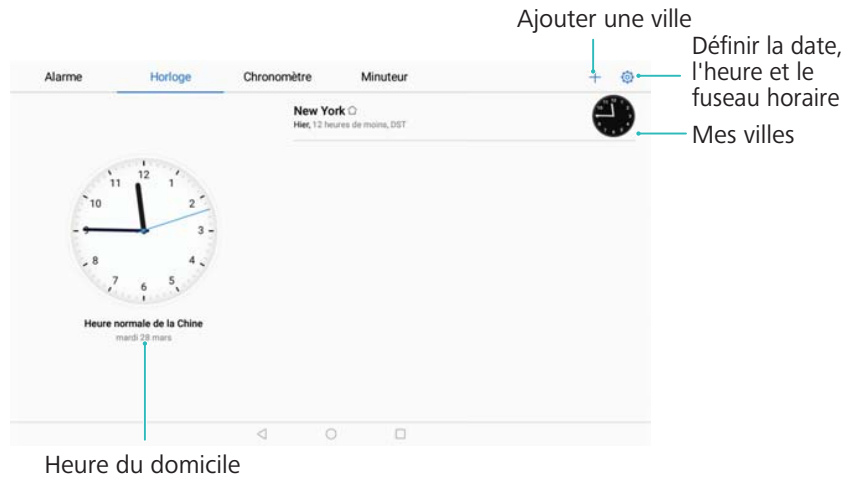 Ajouter une ville
Définir la date,
l'heure et le
fuseau horaire
Alarme
Horloge
Chronomètre
Minuteur
New York
Hier, 12 heures de moins, DST
Mes villes
12
1
2
3
4
5
6
7
8
9
10
11
Heure normale de la Chine
mardi 28 mars
Heure du domicile